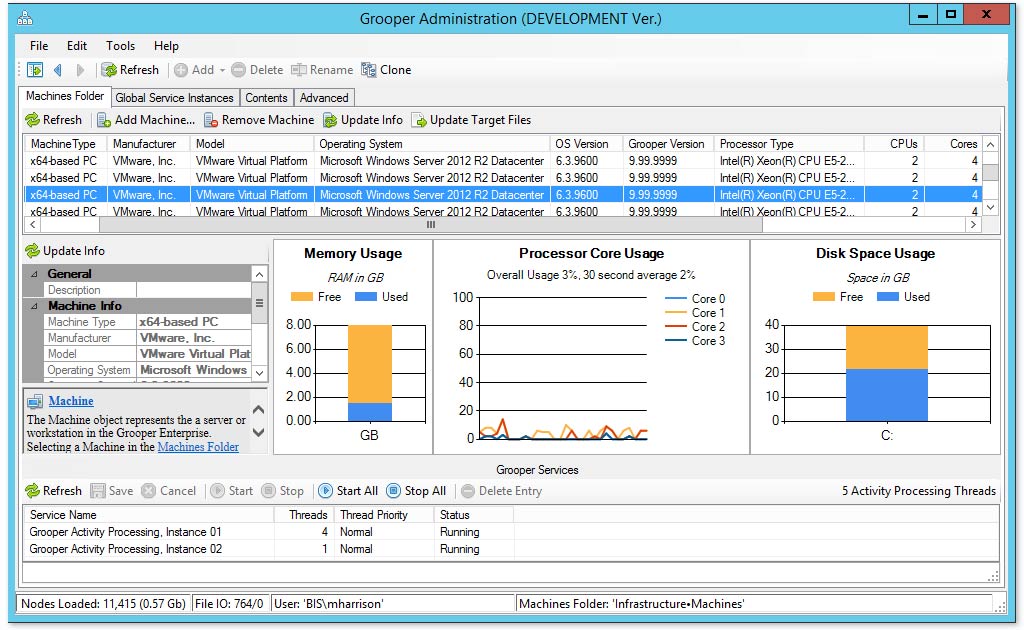 Grooper Administration (DEVELOPMENT Ver.)
File Edit Tools Help
Refresh Add Delete Rename Clone
Machines Folder Global Service Instances Contents Advanced
Refresh Add Machine... Remove Machine Update Info Update Target Files
Machine Type Manufacturer Model Operating System OS Version Grooper Version Processor Type CPUs Cores
x64-based PC VMware, Inc. VMware Virtual Platform Microsoft Windows Server 2012 R2 Datacenter 6.3.9600 9.99.9999 Intel(R) Xeon(R) CPU E5-2... 2 4
x64-based PC VMware, Inc. VMware Virtual Platform Microsoft Windows Server 2012 R2 Datacenter 6.3.9600 9.99.9999 Intel(R) Xeon(R) CPU E5-2... 2 4
x64-based PC VMware, Inc. VMware Virtual Platform Microsoft Windows Server 2012 R2 Datacenter 6.3.9600 9.99.9999 Intel(R) Xeon(R) CPU E5-2... 2 4
x64-based PC VMware, Inc. VMware Virtual Platform Microsoft Windows Server 2012 R2 Datacenter 6.3.9600 9.99.9999 Intel(R) Xeon(R) CPU E5-2... 2 4
Update Info
General
Description
Machine Info
Machine Type x64-based PC
Manufacturer VMware, Inc.
Model VMware Virtual Plat
Operating System Microsoft Windows
Machine
The Machine object represents the a server or
workstation in the Grooper Enterprise.
Selecting a Machine in the Machines Folder
Memory Usage
RAM in GB
Free Used
8.00
6.00
4.00
2.00
0.00
GB
Processor Core Usage
Overall Usage 3%, 30 second average 2%
100
80
60
40
20
0
Core 0
Core 1
Core 2
Core 3
Disk Space Usage
Space in GB
Free Used
40
30
20
10
0
C:
Grooper Services
Refresh Save Cancel Start Stop Start All Stop All Delete Entry 5 Activity Processing Threads
Service Name Threads Thread Priority Status
Grooper Activity Processing, Instance 01 4 Normal Running
Grooper Activity Processing, Instance 02 1 Normal Running
Nodes Loaded: 11,415 (0.57 Gb) File IO: 764/0 User: 'BIS\mharrison' Machines Folder: 'Infrastructure•Machines'